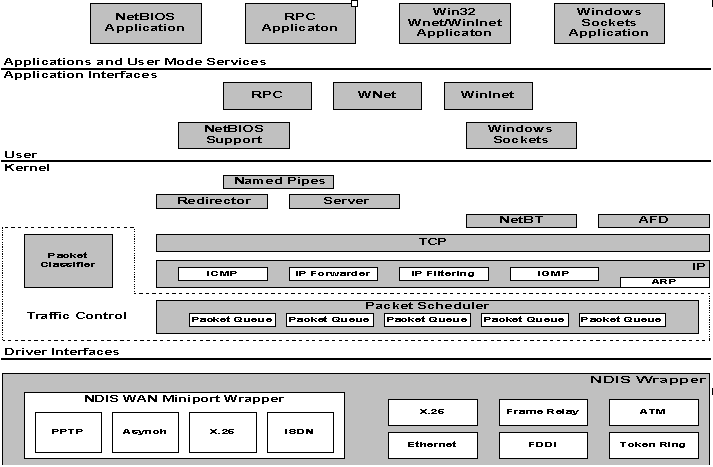 NetBIOS
Application
RPC
Applicaton
Win32
Wnet/WinInet
Applicaton
Windows
Sockets
Application
Applications and User Mode Services
Application Interfaces
RPC
WNet
WinInet
NetBIOS
Support
Windows
Sockets
User
Kernel
Named Pipes
Redirector
Server
NetBT
AFD
TCP
Packet
Classifier
IP
ICMP
IP Forwarder
IP Filtering
IGMP
ARP
Traffic Control
Packet Scheduler
Packet Queue
Packet Queue
Packet Queue
Packet Queue
Packet Queue
Driver Interfaces
NDIS Wrapper
NDIS WAN Miniport Wrapper
PPTP
Asynch
X.25
ISDN
X.25
Frame Relay
ATM
Ethernet
FDDI
Token Ring